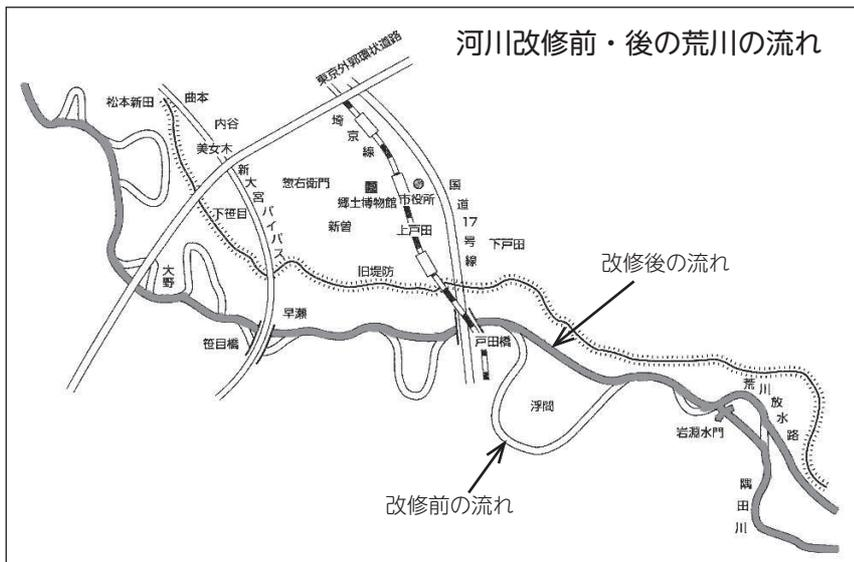 河川改修前・後の荒川の流れ
東京外郭環状道路
松本新田
曲本
内谷
美女木
埼京線
新大宮バイパス
惣右衛門
郷土博物館
市役所
国道17号線
下笹目
新曽
上戸田
下戸田
大野
旧堤防
改修後の流れ
早瀬
笹目橋
戸田橋
浮間
荒川放水路
岩淵水門
改修前の流れ
隅田川